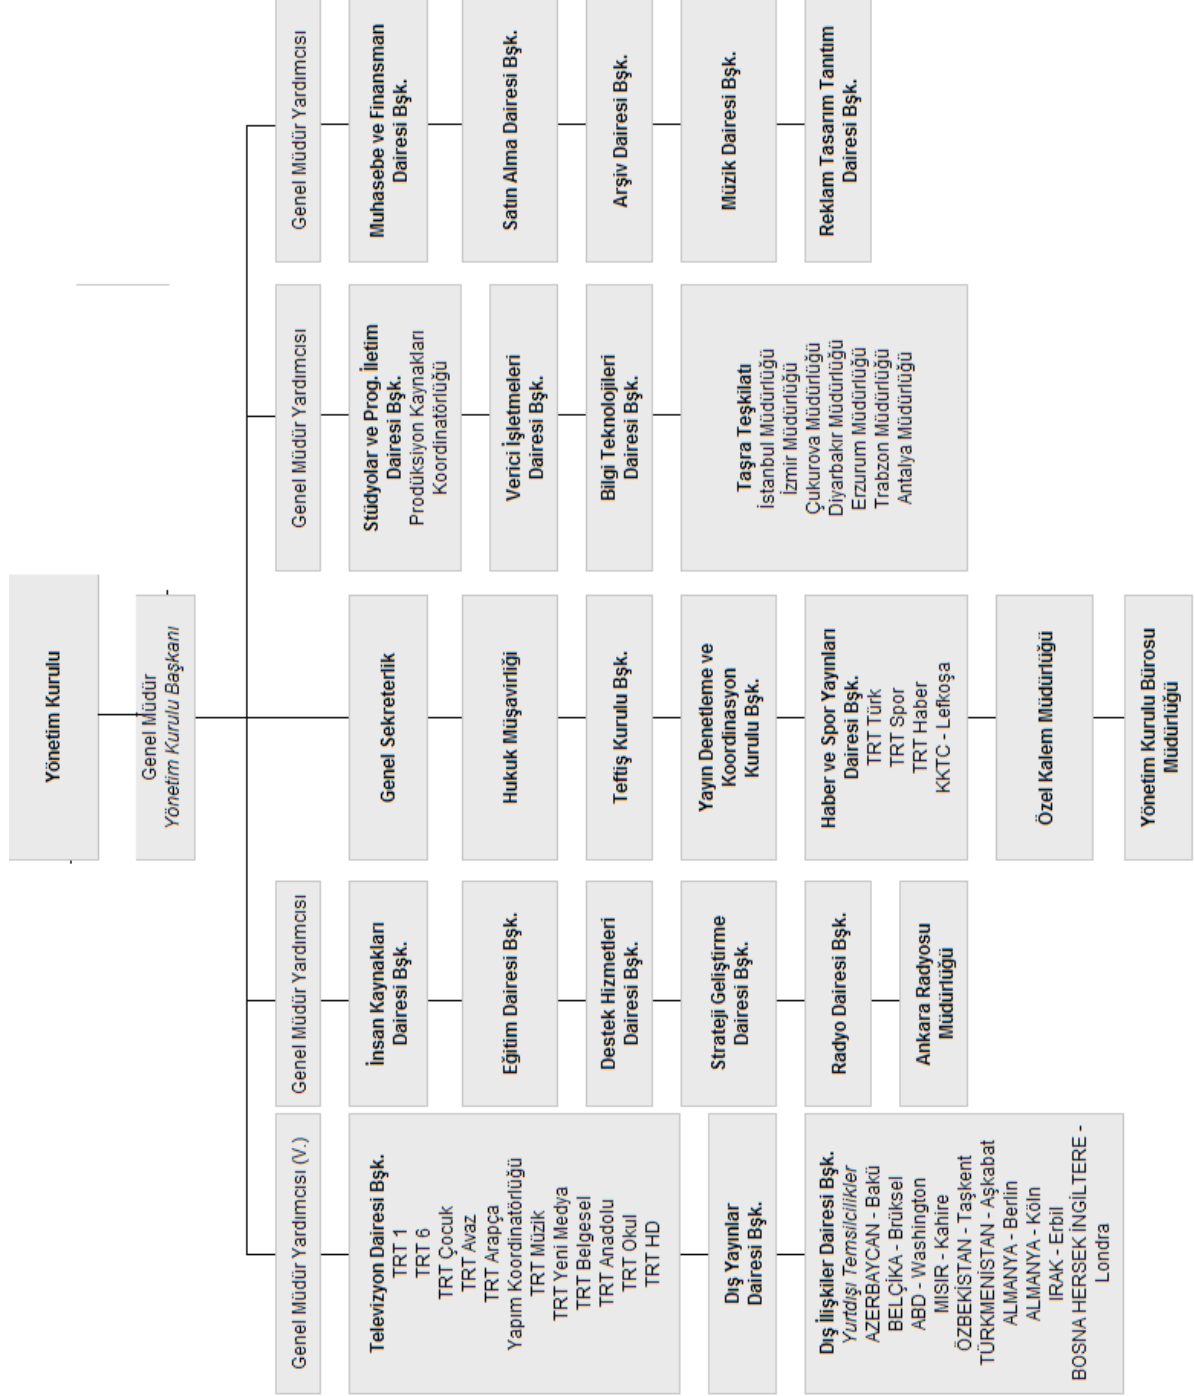 Yönetim Kurulu
Genel Müdür
Yönetim Kurulu Başkanı
Genel Müdür Yardımcısı (V.)
Televizyon Dairesi Bşk.
TRT 1
TRT 6
TRT Çocuk
TRT Avaz
TRT Arapça
Yapım Koordinatörlüğü
TRT Müzik
TRT Yeni Medya
TRT Belgesel
TRT Anadolu
TRT Okul
TRT HD
Dış Yayınlar
Dairesi Bşk.
Dış İlişkiler Dairesi Bşk.
Yurtdışı Temsilcilikler
AZERBAYCAN - Bakü
BELÇİKA - Brüksel
ABD - Washington
MISIR - Kahire
ÖZBEKİSTAN - Taşkent
TÜRKMENİSTAN - Aşkabat
ALMANYA - Berlin
ALMANYA - Köln
IRAK - Erbil
BOSNA HERSEK İNGİLTERE -
Londra
Genel Müdür Yardımcısı
İnsan Kaynakları
Dairesi Bşk.
Eğitim Dairesi Bşk.
Destek Hizmetleri
Dairesi Bşk.
Strateji Geliştirme
Dairesi Bşk.
Radyo Dairesi Bşk.
Ankara Radyosu
Müdürlüğü
Genel Sekreterlik
Hukuk Müşavirliği
Teftiş Kurulu Bşk.
Yayın Denetleme ve
Koordinasyon
Kurulu Bşk.
Haber ve Spor Yayınları
Dairesi Bşk.
TRT Türk
TRT Spor
TRT Haber
KKTC - Lefkoşa
Özel Kalem Müdürlüğü
Yönetim Kurulu Bürosu
Müdürlüğü
Genel Müdür Yardımcısı
Stüdyolar ve Prog. İletim
Dairesi Bşk.
Prodüksiyon Kaynakları
Koordinatörlüğü
Verici İşletmeleri
Dairesi Bşk.
Bilgi Teknolojileri
Dairesi Bşk.
Taşra Teşkilatı
İstanbul Müdürlüğü
İzmir Müdürlüğü
Çukurova Müdürlüğü
Diyarbakır Müdürlüğü
Erzurum Müdürlüğü
Trabzon Müdürlüğü
Antalya Müdürlüğü
Genel Müdür Yardımcısı
Muhasebe ve Finansman
Dairesi Bşk.
Satın Alma Dairesi Bşk.
Arşiv Dairesi Bşk.
Müzik Dairesi Bşk.
Reklam Tasarım Tanıtım
Dairesi Bşk.